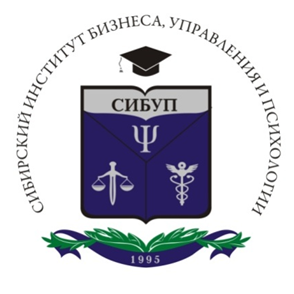 СИБИРСКИЙ ИНСТИТУТ БИЗНЕСА, УПРАВЛЕНИЯ И ПСИХОЛОГИИ
СИБУП
Ψ
1995